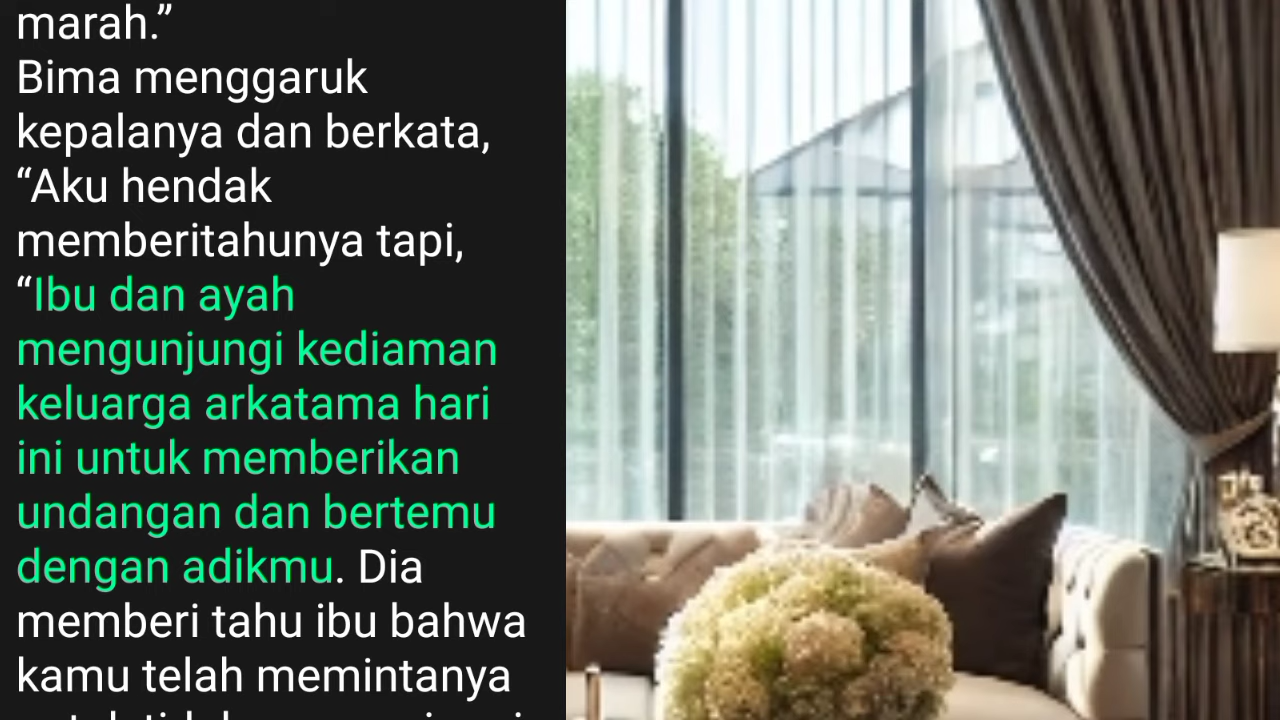 marah.”
Bima menggaruk
kepalanya dan berkata,
“Aku hendak
memberitahunya tapi,
“Ibu dan ayah
mengunjungi kediaman
keluarga arkatama hari
ini untuk memberikan
undangan dan bertemu
dengan adikmu. Dia
memberi tahu ibu bahwa
kamu telah memintanya